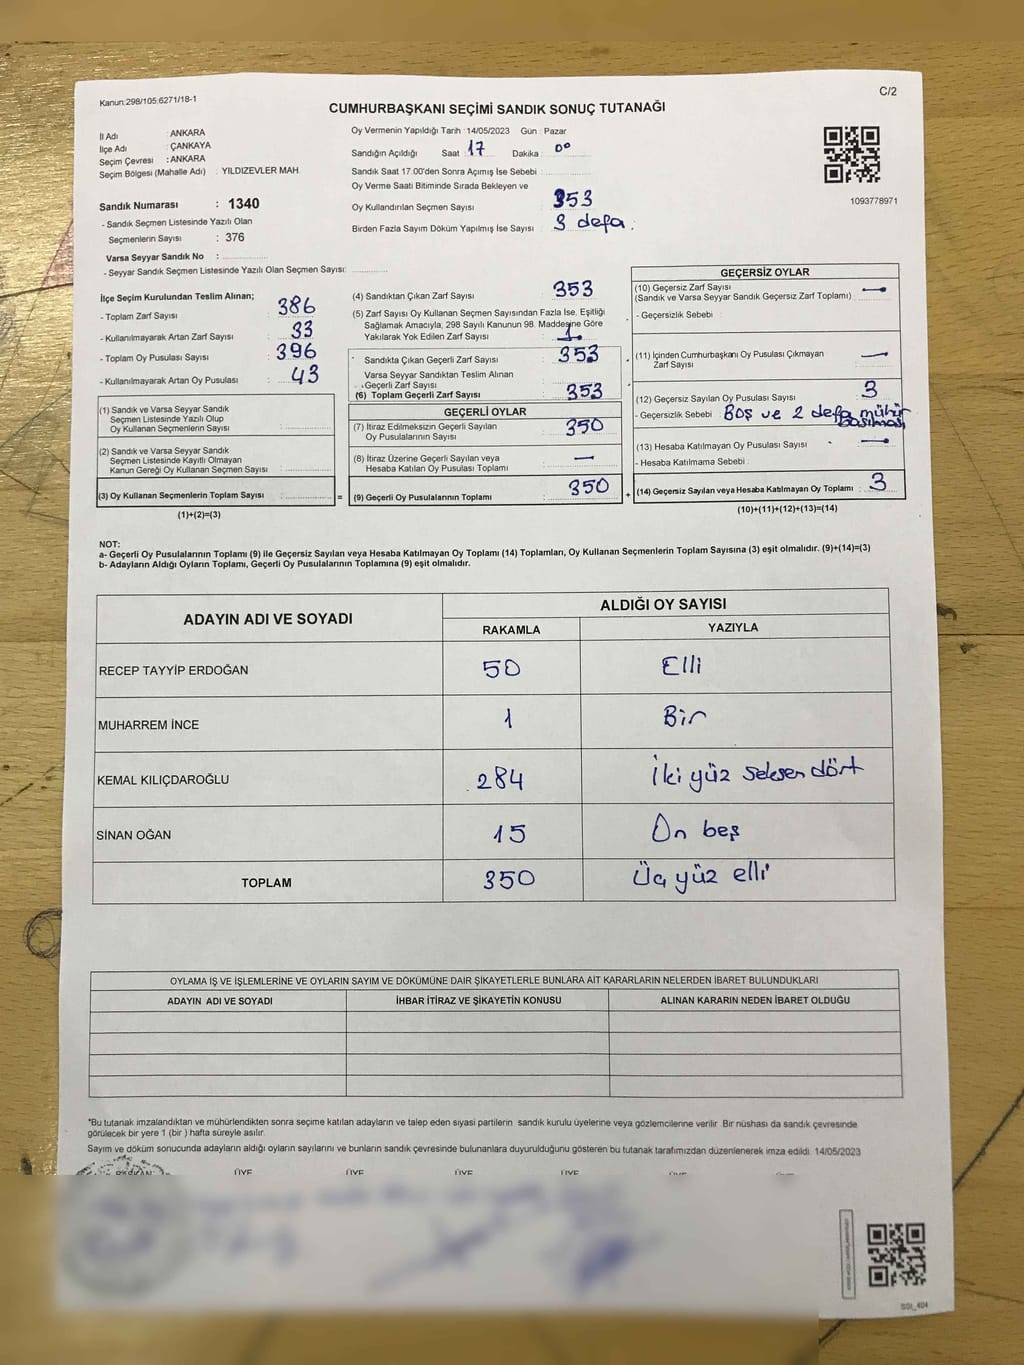 Kanun:298/105.6271/18-1
C/2
CUMHURBAŞKANI SEÇİMİ SANDIK SONUÇ TUTANAĞI
İl Adı : ANKARA
İlçe Adı : ÇANKAYA
Seçim Çevresi : ANKARA
Seçim Bölgesi (Mahalle Adı) : YILDIZEVLER MAH.
Oy Vermenin Yapıldığı Tarih : 14/05/2023 Gün : Pazar
Sandığın Açıldığı Saat : 17 Dakika : 00
Sandık Saat 17.00'den Sonra Açımış İse Sebebi :
Oy Verme Saati Bitiminde Sırada Bekleyen ve
Oy Kullandırılan Seçmen Sayısı : 353
Birden Fazla Sayım Döküm Yapılmış İse Sayısı : 3 defa.
1093778971
Sandık Numarası : 1340
- Sandık Seçmen Listesinde Yazılı Olan
Seçmenlerin Sayısı : 376
Varsa Seyyar Sandık No :
- Seyyar Sandık Seçmen Listesinde Yazılı Olan Seçmen Sayısı:
İlçe Seçim Kurulundan Teslim Alınan;
- Toplam Zarf Sayısı : 386
- Kullanılmayarak Artan Zarf Sayısı : 33
- Toplam Oy Pusulası Sayısı : 396
- Kullanılmayarak Artan Oy Pusulası : 43
(1) Sandık ve Varsa Seyyar Sandık
Seçmen Listesinde Yazılı Olup
Oy Kullanan Seçmenlerin Sayısı :
(2) Sandık ve Varsa Seyyar Sandık
Seçmen Listesinde Kayıtlı Olmayan
Kanun Gereği Oy Kullanan Seçmen Sayısı :
(3) Oy Kullanan Seçmenlerin Toplam Sayısı : =
(1)+(2)=(3)
(4) Sandıktan Çıkan Zarf Sayısı : 353
(5) Zarf Sayısı Oy Kullanan Seçmen Sayısından Fazla İse, Eşitliği
Sağlamak Amacıyla, 298 Sayılı Kanunun 98. Maddesine Göre
Yakılarak Yok Edilen Zarf Sayısı :
Sandıkta Çıkan Geçerli Zarf Sayısı : 353
Varsa Seyyar Sandıktan Teslim Alınan
Geçerli Zarf Sayısı :
(6) Toplam Geçerli Zarf Sayısı : 353
GEÇERLİ OYLAR
(7) İtiraz Edilmeksizin Geçerli Sayılan
Oy Pusulalarının Sayısı : 350
(8) İtiraz Üzerine Geçerli Sayılan veya
Hesaba Katılan Oy Pusulası Toplamı : —
(9) Geçerli Oy Pusulalarının Toplamı : 350 +
GEÇERSİZ OYLAR
(10) Geçersiz Zarf Sayısı : —
(Sandık ve Varsa Seyyar Sandık Geçersiz Zarf Toplamı)
- Geçersizlik Sebebi :
(11) İçinden Cumhurbaşkanı Oy Pusulası Çıkmayan
Zarf Sayısı : —
(12) Geçersiz Sayılan Oy Pusulası Sayısı : 3
- Geçersizlik Sebebi : Boş ve 2 defa mühür
basılması
(13) Hesaba Katılmayan Oy Pusulası Sayısı : —
- Hesaba Katılmama Sebebi :
(14) Geçersiz Sayılan veya Hesaba Katılmayan Oy Toplamı : 3
(10)+(11)+(12)+(13)=(14)
NOT:
a- Geçerli Oy Pusulalarının Toplamı (9) ile Geçersiz Sayılan veya Hesaba Katılmayan Oy Toplamı (14) Toplamları, Oy Kullanan Seçmenlerin Toplam Sayısına (3) eşit olmalıdır. (9)+(14)=(3)
b- Adayların Aldığı Oyların Toplamı, Geçerli Oy Pusulalarının Toplamına (9) eşit olmalıdır.
ADAYIN ADI VE SOYADI ALDIĞI OY SAYISI
RAKAMLA YAZIYLA
RECEP TAYYİP ERDOĞAN 50 Elli
MUHARREM İNCE 1 Bir
KEMAL KILIÇDAROĞLU 284 İki yüz seksen dört
SİNAN OĞAN 15 On beş
TOPLAM 350 Üç yüz elli
OYLAMA İŞ VE İŞLEMLERİNE VE OYLARIN SAYIM VE DÖKÜMÜNE DAİR ŞİKAYETLERLE BUNLARA AİT KARARLARIN NELERDEN İBARET BULUNDUKLARI
ADAYIN ADI VE SOYADI İHBAR İTİRAZ VE ŞİKAYETİN KONUSU ALINAN KARARIN NEDEN İBARET OLDUĞU
*Bu tutanak imzalandıktan ve mühürlendikten sonra seçime katılan adayların ve talep eden siyasi partilerin sandık kurulu üyelerine veya gözlemcilerine verilir. Bir nüshası da sandık çevresinde
görülecek bir yere 1 (bir) hafta süreyle asılır.
Sayım ve döküm sonucunda adayların aldığı oyların sayılarını ve bunların sandık çevresinde bulunanlara duyurulduğunu gösteren bu tutanak tarafımızdan düzenlenerek imza edildi. 14/05/2023
BAŞKAN ÜYE ÜYE ÜYE ÜYE ÜYE ÜYE